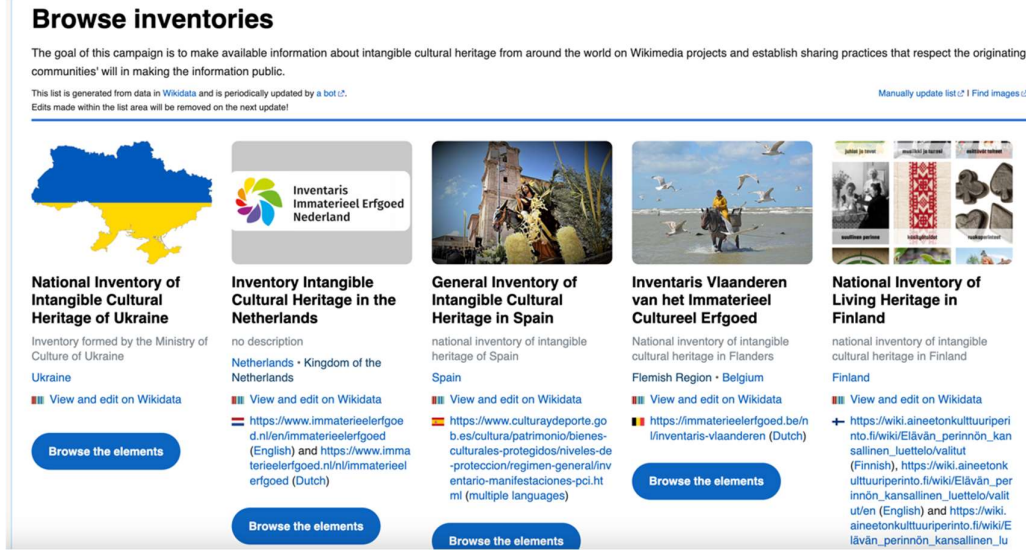 Browse inventories
The goal of this campaign is to make available information about intangible cultural heritage from around the world on Wikimedia projects and establish sharing practices that respect the originating
communities' will in making the information public.
This list is generated from data in Wikidata and is periodically updated by a bot.
Edits made within the list area will be removed on the next update!
Manually update list | Find images
National Inventory of
Intangible Cultural
Heritage of Ukraine
Inventory formed by the Ministry of
Culture of Ukraine
Ukraine
View and edit on Wikidata
Browse the elements
Inventaris
Immaterieel Erfgoed
Nederland
Inventory Intangible
Cultural Heritage in the
Netherlands
no description
Netherlands • Kingdom of the
Netherlands
View and edit on Wikidata
https://www.immaterieelerfgoe
d.nl/en/immaterieelerfgoed
(English) and https://www.imma
terieelerfgoed.nl/nl/immaterieel
erfgoed (Dutch)
Browse the elements
General Inventory of
Intangible Cultural
Heritage in Spain
national inventory of intangible
heritage of Spain
Spain
View and edit on Wikidata
https://www.culturaydeporte.go
b.es/cultura/patrimonio/bienes-
culturales-protegidos/niveles-de
-proteccion/regimen-general/inv
entario-manifestaciones-pci.ht
ml (multiple languages)
Browse the elements
Inventaris Vlaanderen
van het Immaterieel
Cultureel Erfgoed
National inventory of intangible
cultural heritage in Flanders
Flemish Region • Belgium
View and edit on Wikidata
https://immaterieelerfgoed.be/n
l/inventaris-vlaanderen (Dutch)
Browse the elements
juhlat ja tavat
musiikki ja tanssi
suullinen perinne
käsityötaidot
ruokaperinteet
National Inventory of
Living Heritage in
Finland
national inventory of intangible
cultural heritage in Finland
Finland
View and edit on Wikidata
https://wiki.aineetonkulttuuriperi
nto.fi/wiki/Elävän_perinnön_kan
sallinen_luettelo/valitut
(Finnish), https://wiki.aineetonk
ulttuuriperinto.fi/wiki/Elävän_per
innön_kansallinen_luettelo/valit
ut/en (English) and https://wiki.
aineetonkulttuuriperinto.fi/wiki/E
lävän_perinnön_kansallinen_lu